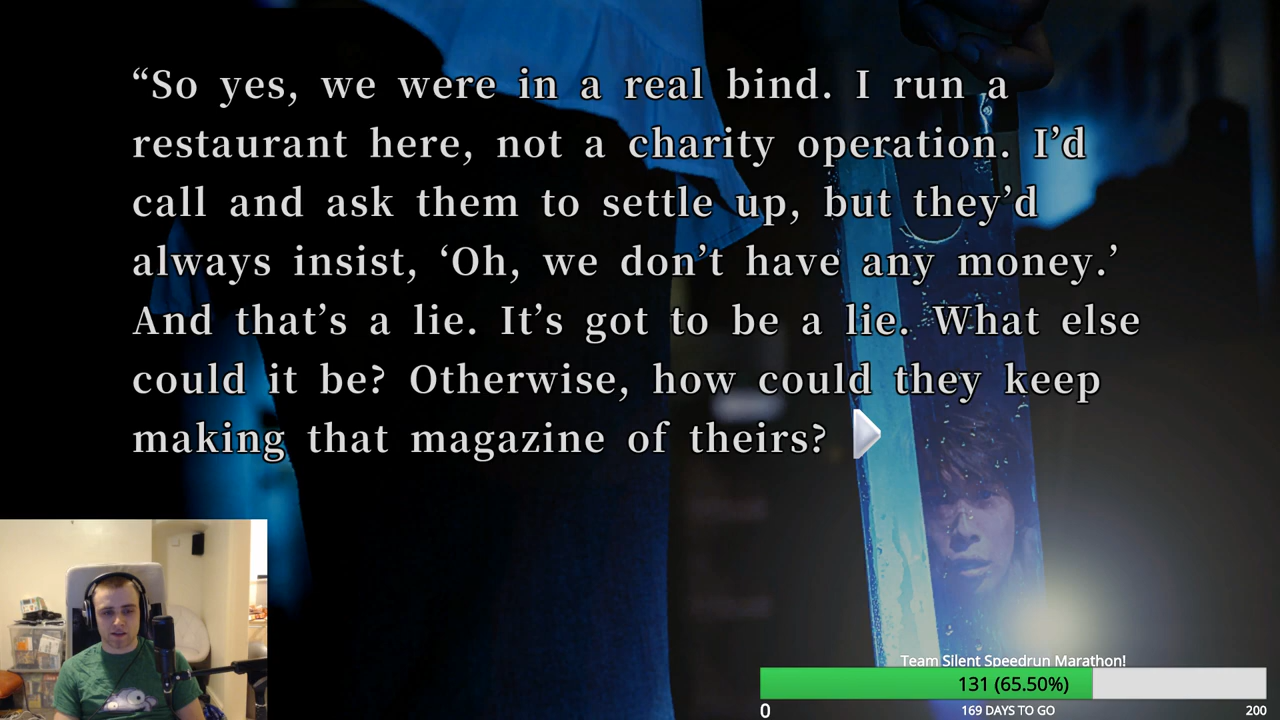 “So yes, we were in a real bind. I run a
restaurant here, not a charity operation. I’d
call and ask them to settle up, but they’d
always insist, ‘Oh, we don’t have any money.’
And that’s a lie. It’s got to be a lie. What else
could it be? Otherwise, how could they keep
making that magazine of theirs?
Team Silent Speedrun Marathon!
131 (65.50%)
0 169 DAYS TO GO 200